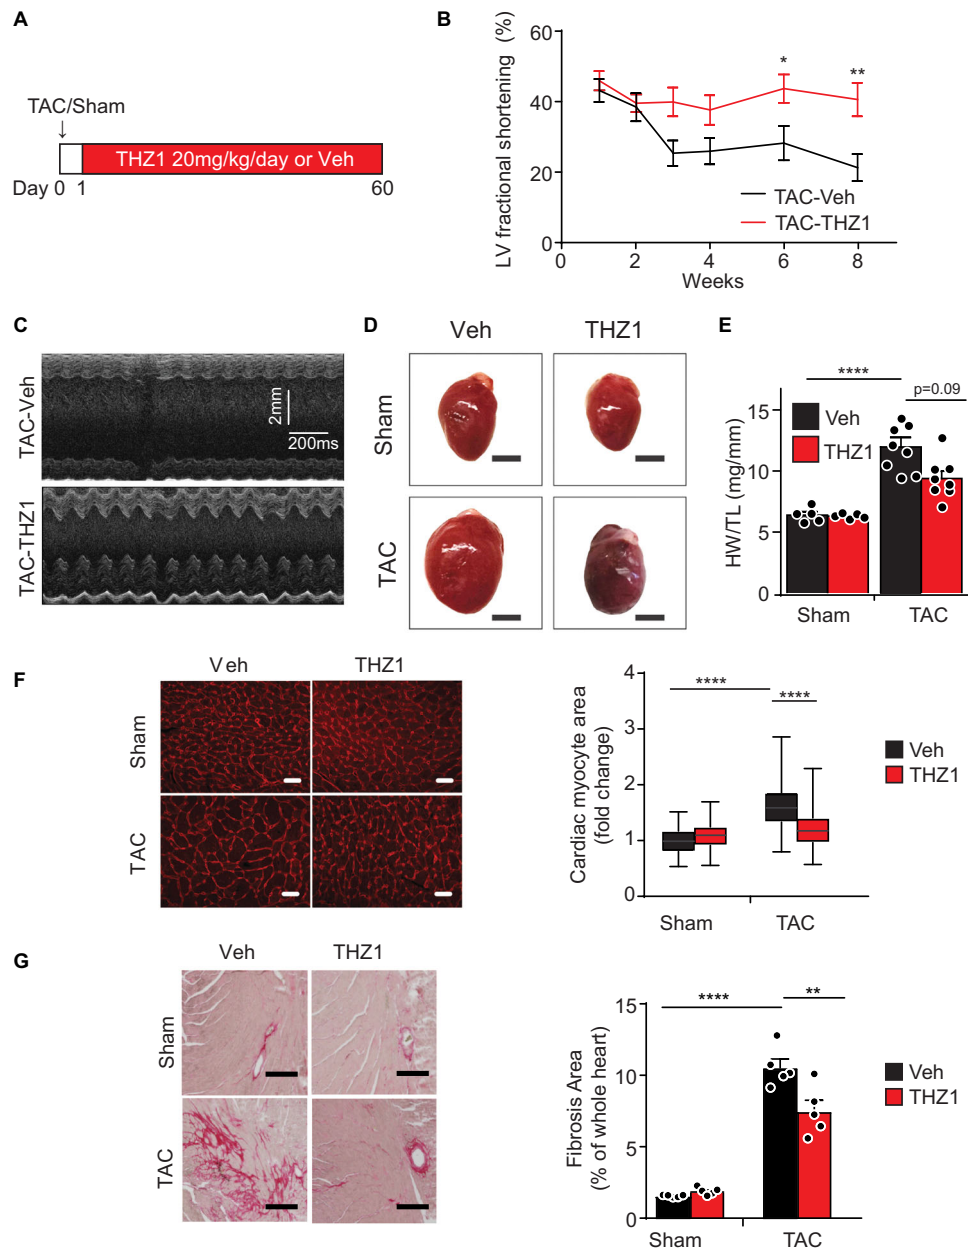 A
TAC/Sham
↓
THZ1 20mg/kg/day or Veh
Day 0 1 60
B
LV fractional shortening (%)
60
40
20
0
* **
TAC-Veh
TAC-THZ1
0 2 4 6 8
Weeks
C
TAC-Veh
2mm
200ms
TAC-THZ1
D
Veh THZ1
Sham
TAC
E
HW/TL (mg/mm)
****
p=0.09
15
10
5
0
Veh
THZ1
Sham TAC
F
Veh THZ1
Sham
TAC
Cardiac myocyte area
(fold change)
4
3
2
1
0
****
****
Veh
THZ1
Sham TAC
G
Veh THZ1
Sham
TAC
Fibrosis Area
(% of whole heart)
15
10
5
0
**** **
Veh
THZ1
Sham TAC